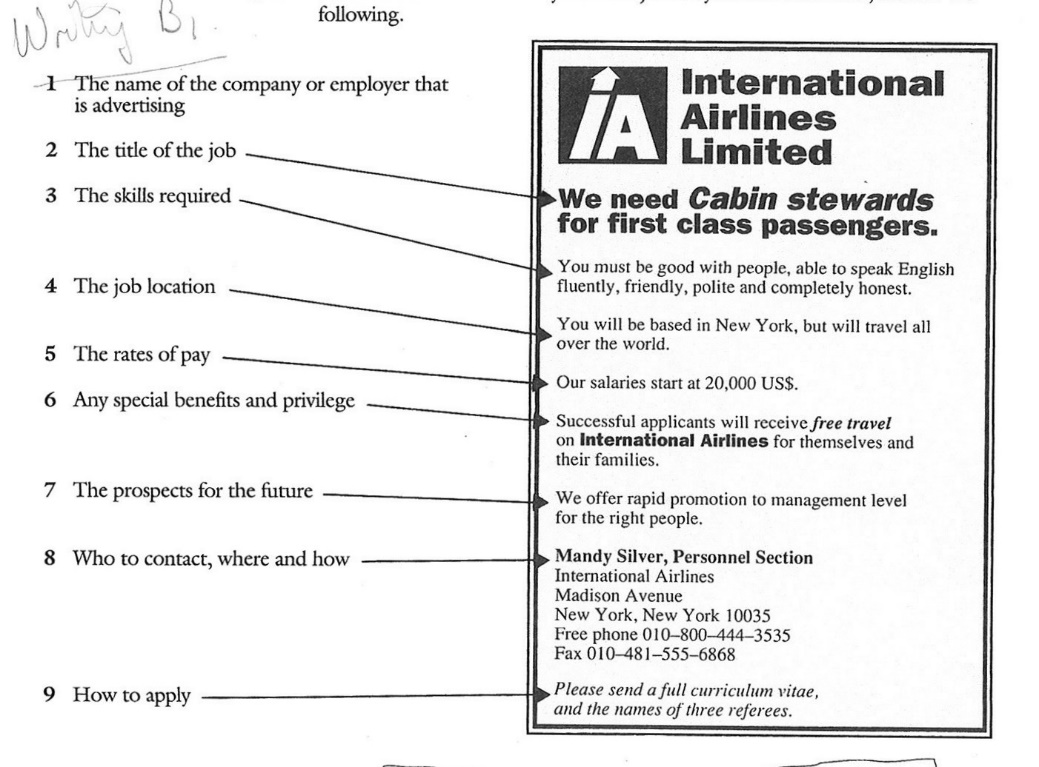 following.
Writing B1.
1 The name of the company or employer that
is advertising
2 The title of the job
3 The skills required
4 The job location
5 The rates of pay
6 Any special benefits and privilege
7 The prospects for the future
8 Who to contact, where and how
9 How to apply
iA
International
Airlines
Limited
We need Cabin stewards
for first class passengers.
You must be good with people, able to speak English
fluently, friendly, polite and completely honest.
You will be based in New York, but will travel all
over the world.
Our salaries start at 20,000 US$.
Successful applicants will receive free travel
on International Airlines for themselves and
their families.
We offer rapid promotion to management level
for the right people.
Mandy Silver, Personnel Section
International Airlines
Madison Avenue
New York, New York 10035
Free phone 010–800–444–3535
Fax 010–481–555–6868
Please send a full curriculum vitae,
and the names of three referees.